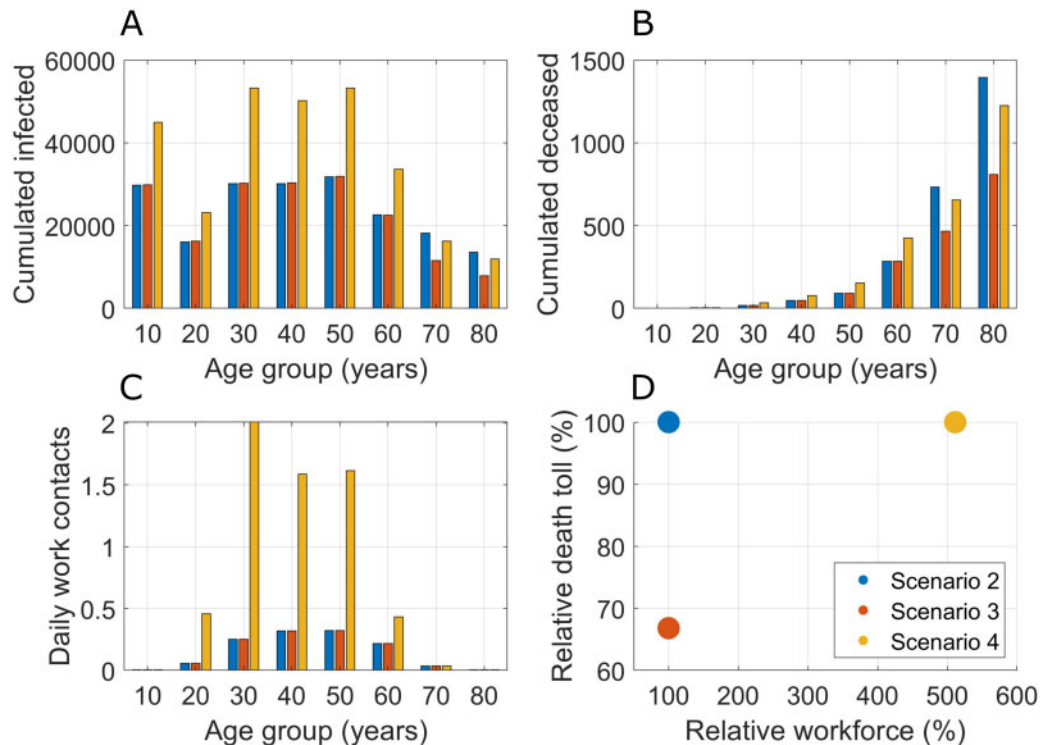 A
Cumulated infected
60000
40000
20000
0
10 20 30 40 50 60 70 80
Age group (years)
B
Cumulated deceased
1500
1000
500
0
10 20 30 40 50 60 70 80
Age group (years)
C
Daily work contacts
2
1.5
1
0.5
0
10 20 30 40 50 60 70 80
Age group (years)
D
Relative death toll (%)
100
90
80
70
60
100 200 300 400 500 600
Relative workforce (%)
Scenario 2
Scenario 3
Scenario 4